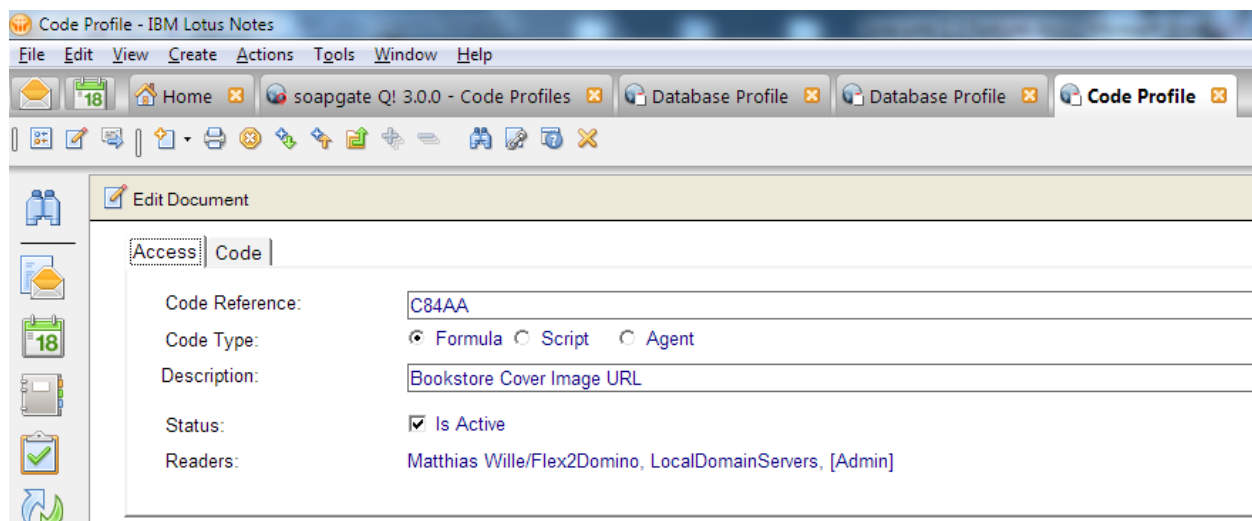 Code Profile - IBM Lotus Notes
File Edit View Create Actions Tools Window Help
18 Home soapgate Q! 3.0.0 - Code Profiles Database Profile Database Profile Code Profile
Edit Document
Access Code
Code Reference: C84AA
Code Type: Formula Script Agent
18
Description: Bookstore Cover Image URL
Status: Is Active
Readers: Matthias Wille/Flex2Domino, LocalDomainServers, [Admin]